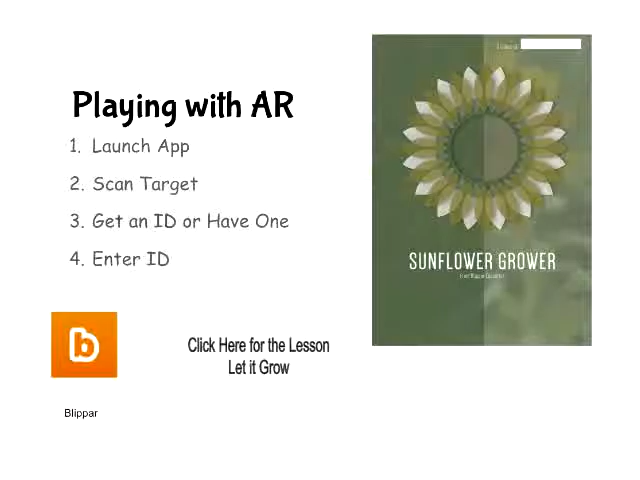 Playing with AR
1. Launch App
2. Scan Target
3. Get an ID or Have One
4. Enter ID
SUNFLOWER GROWER
b
Click Here for the Lesson
Let it Grow
Blippar